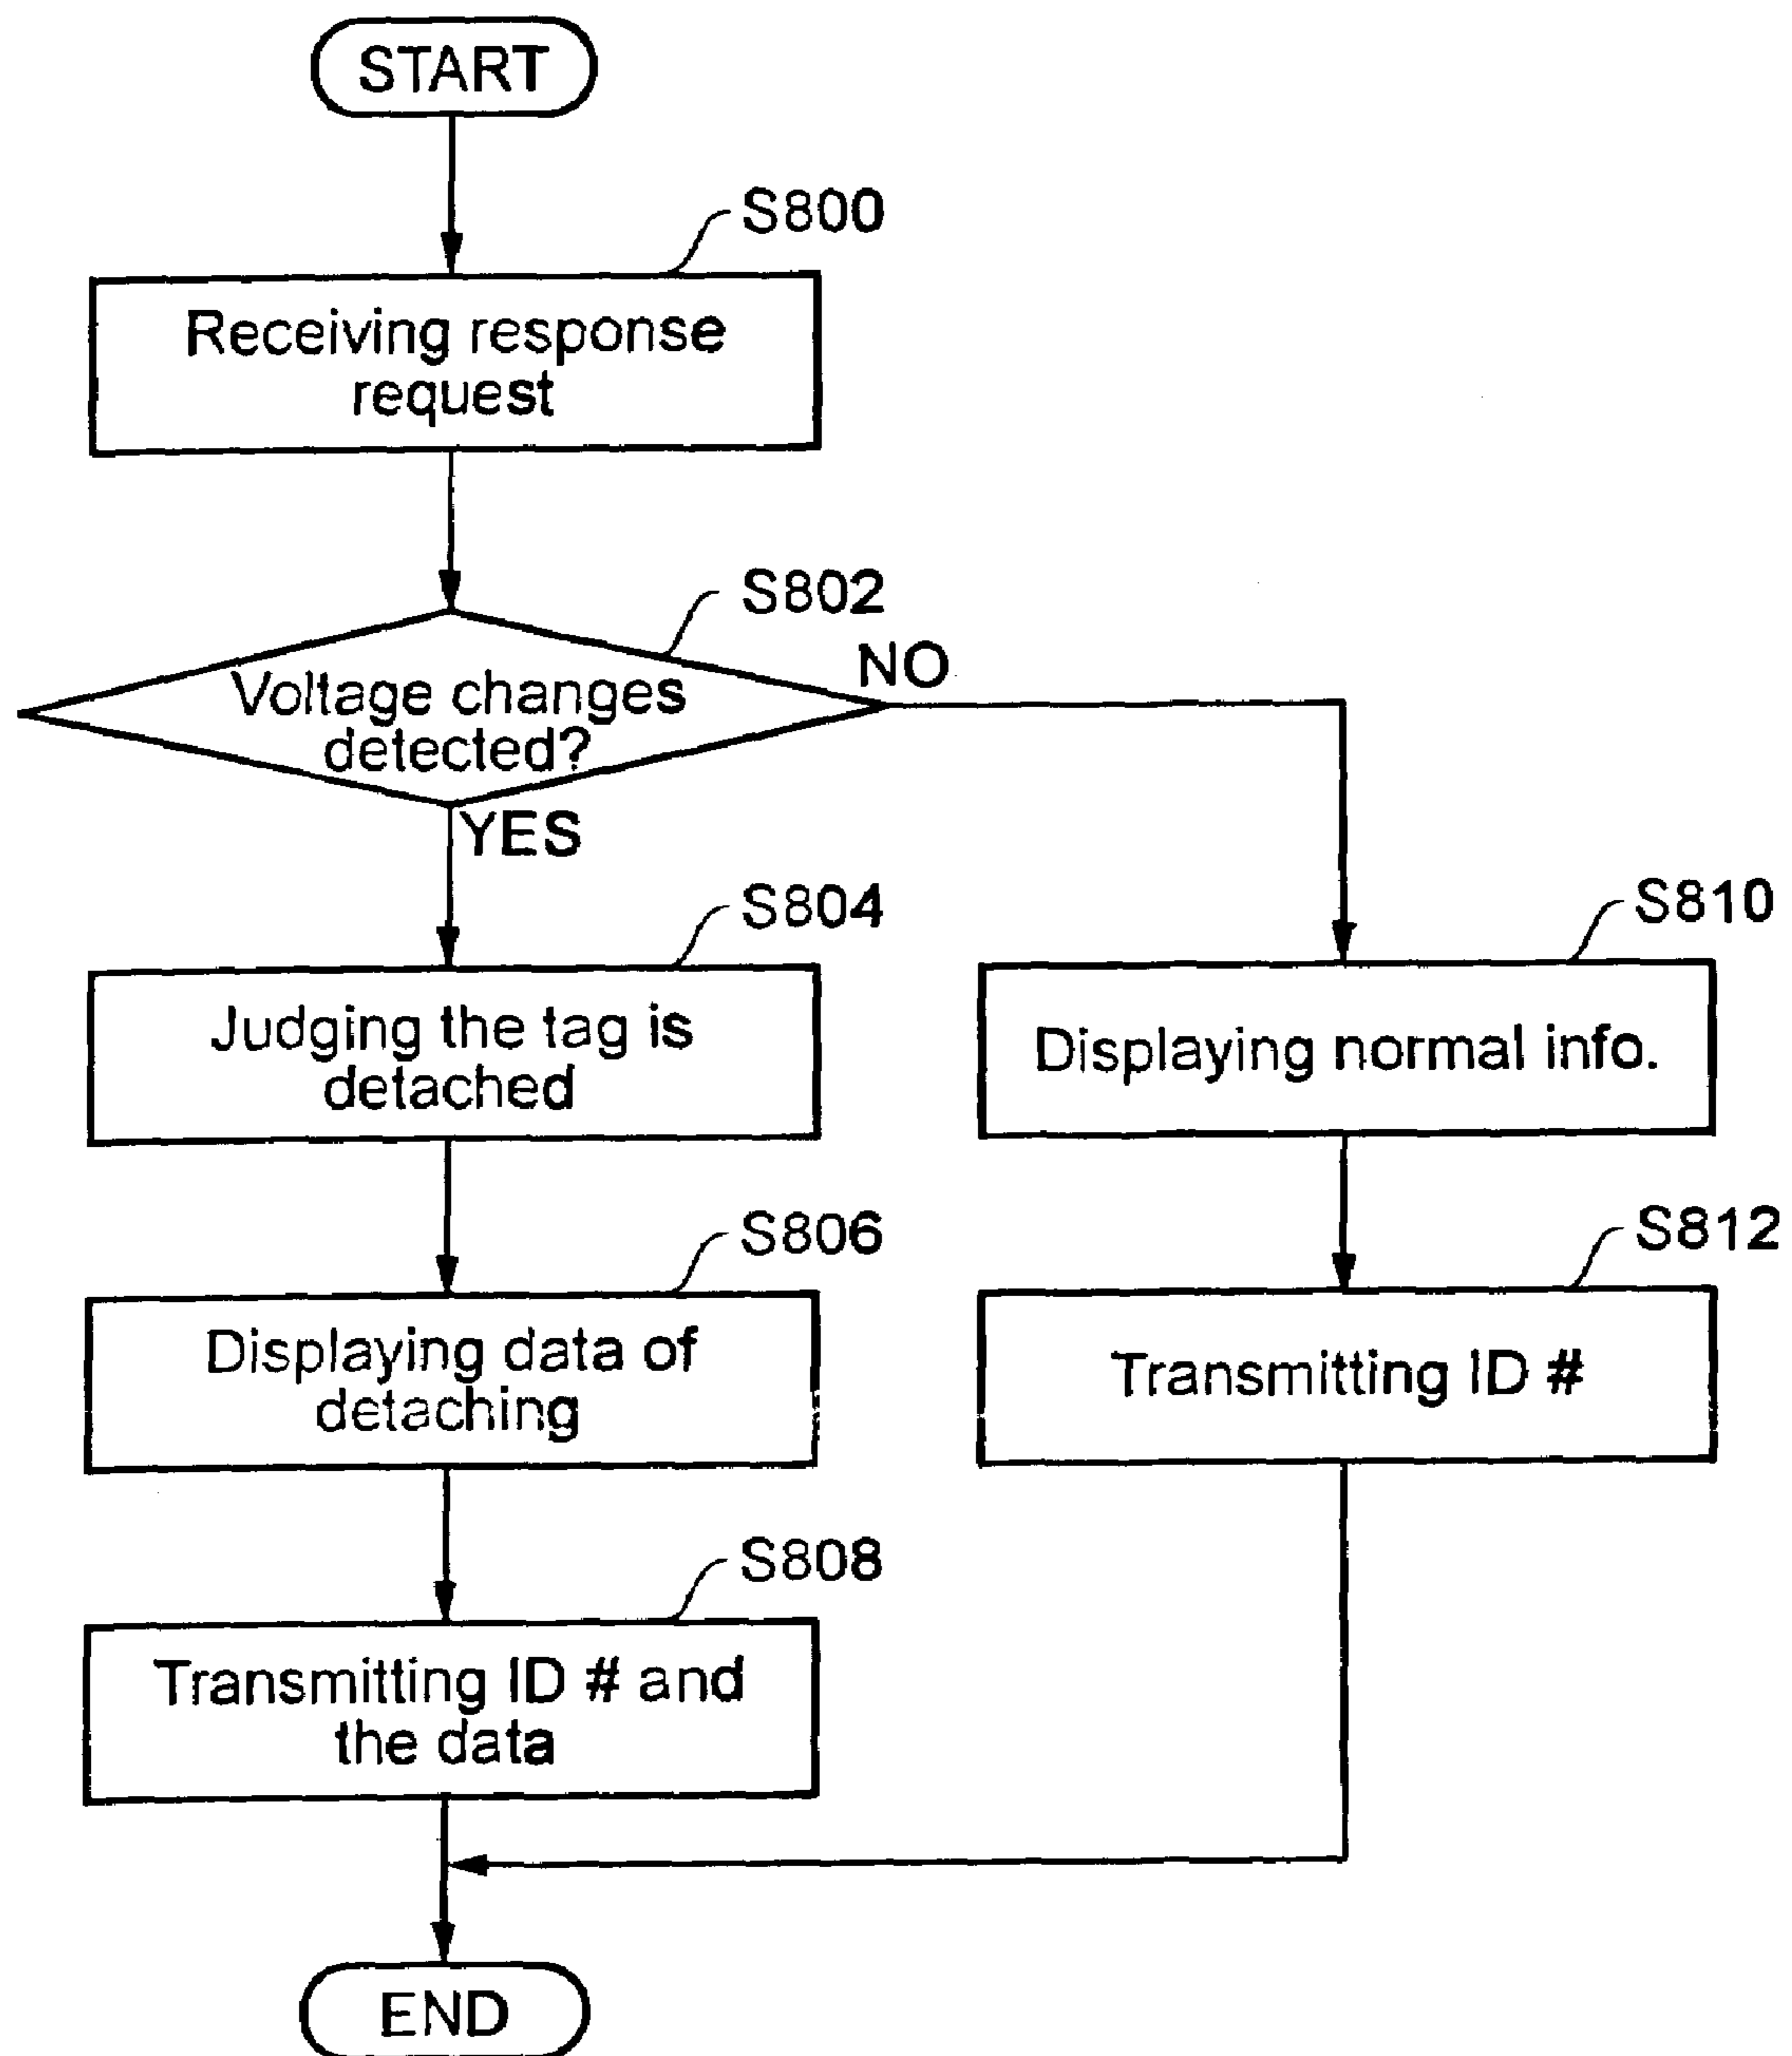 START
S800
Receiving response
request
S802
Voltage changes
detected?
NO
YES
S804
Judging the tag is
detached
S810
Displaying normal info.
S806
Displaying data of
detaching
S812
Transmitting ID #
S808
Transmitting ID # and
the data
END